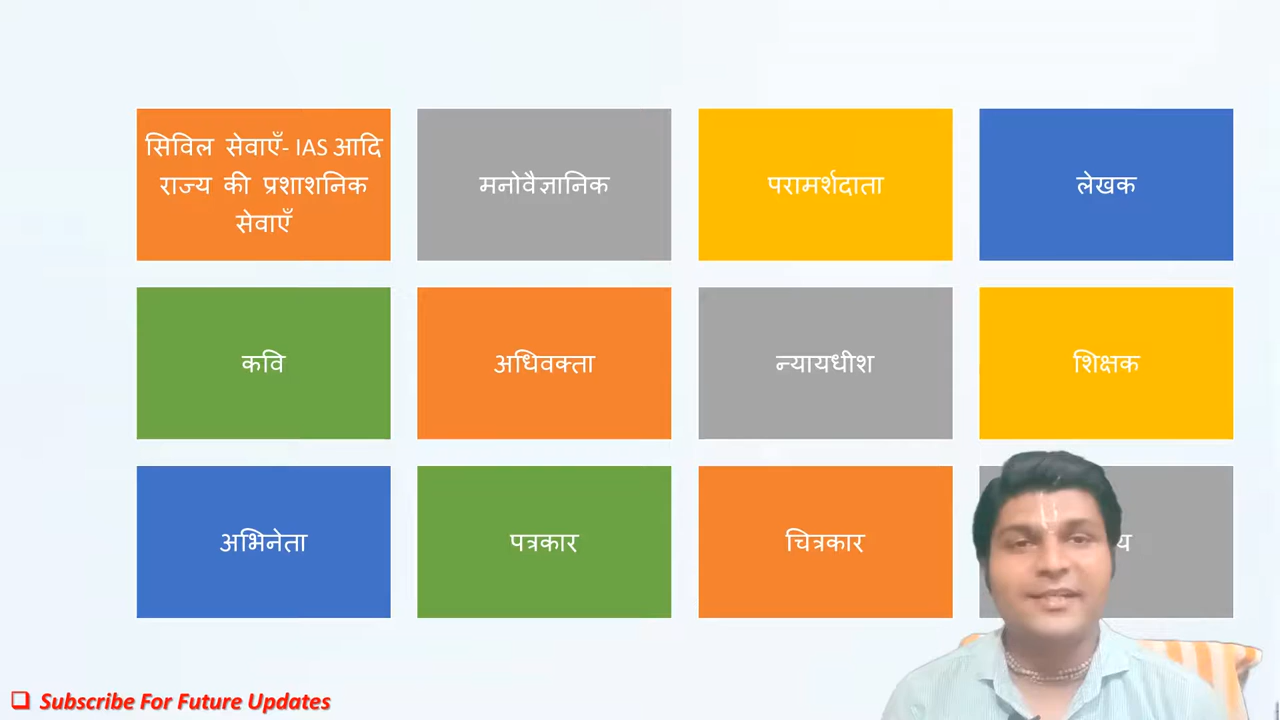 सिविल सेवाएँ- IAS आदि
राज्य की प्रशाशनिक
सेवाएँ
मनोवैज्ञानिक
परामर्शदाता
लेखक
कवि
अधिवक्ता
न्यायधीश
शिक्षक
अभिनेता
पत्रकार
चित्रकार
Subscribe For Future Updates